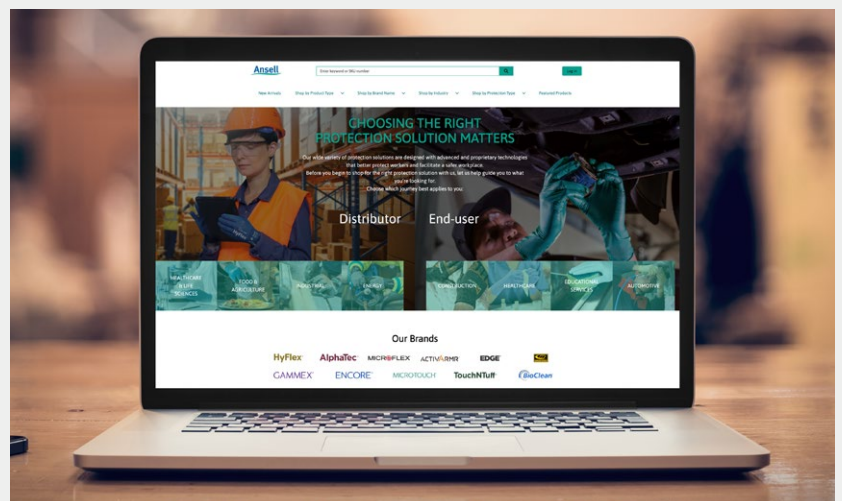 Ansell
Enter Keyword or SKU number
New Arrivals Shop by Product Type Shop by Brand Name Shop by Industry Shop by Protection Type Featured Products
CHOOSING THE RIGHT
PROTECTION SOLUTION MATTERS
Our wide variety of protection solutions are designed with advanced and proprietary technologies
that better protect workers and facilitate a safer workplace.
Before you begin to shop for the right protection solution with us, let us help guide you to what
you're looking for.
Choose which journey best applies to you:
Distributor End-user
HEALTHCARE
& LIFE
SCIENCES
FOOD &
AGRICULTURE
INDUSTRIAL
ENERGY
CONSTRUCTION
HEALTHCARE
EDUCATIONAL
SERVICES
AUTOMOTIVE
Our Brands
HyFlex AlphaTec MICROFLEX ACTIVARMR EDGE
GAMMEX ENCORE MICROTOUCH TouchNTuff BioClean